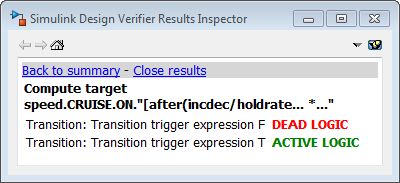 Simulink Design Verifier Results Inspector
Back to summary - Close results
Compute target
speed.CRUISE.ON."[after(incdec/holdrate... *..."
Transition: Transition trigger expression F DEAD LOGIC
Transition: Transition trigger expression T ACTIVE LOGIC